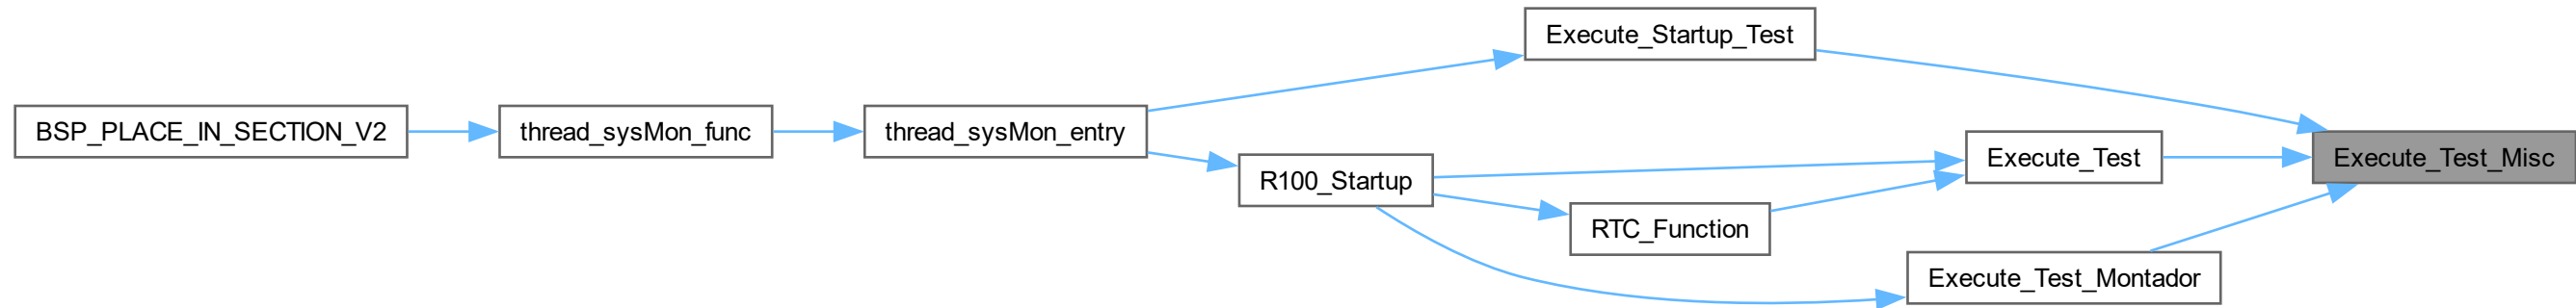 Execute_Startup_Test
BSP_PLACE_IN_SECTION_V2
thread_sysMon_func
thread_sysMon_entry
Execute_Test
Execute_Test_Misc
R100_Startup
RTC_Function
Execute_Test_Montador